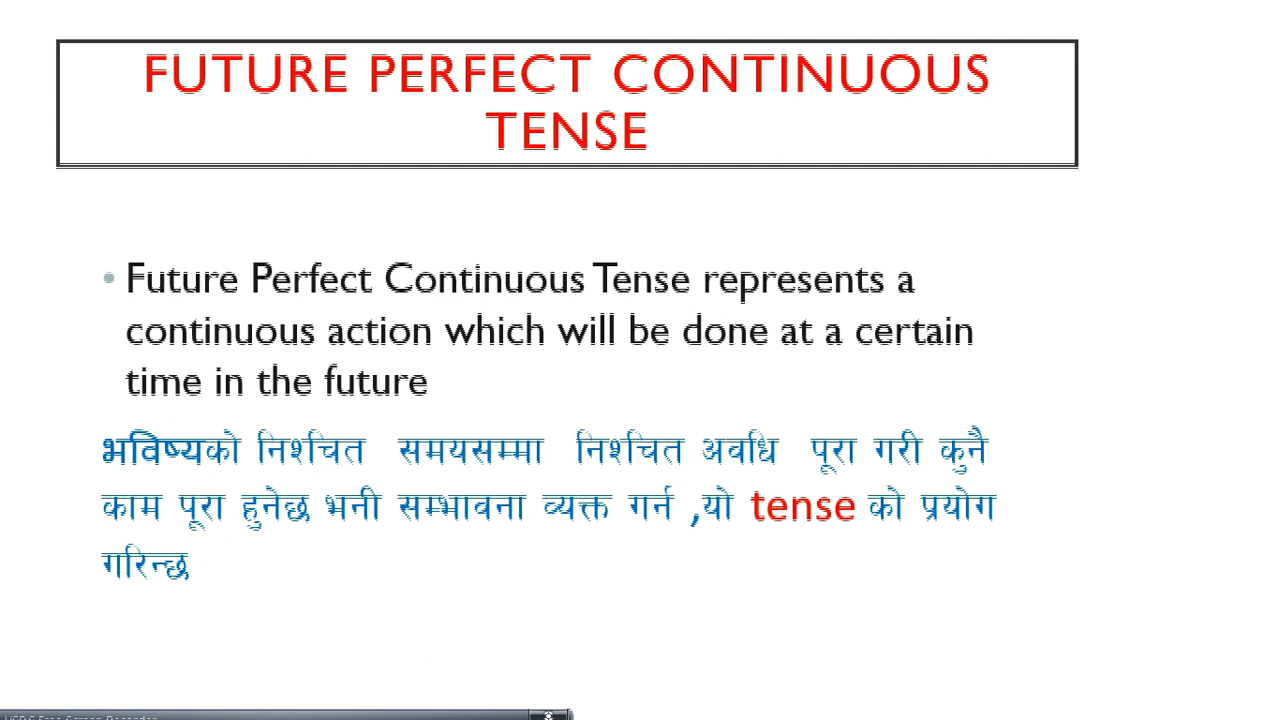 FUTURE PERFECT CONTINUOUS
TENSE
• Future Perfect Continuous Tense represents a
continuous action which will be done at a certain
time in the future
भविष्यको निश्चित समयसम्मा निश्चित अवधि पूरा गरी कुनै
काम पूरा हुनेछ भनी सम्भावना व्यक्त गर्न ,यो tense को प्रयोग
गरिन्छ